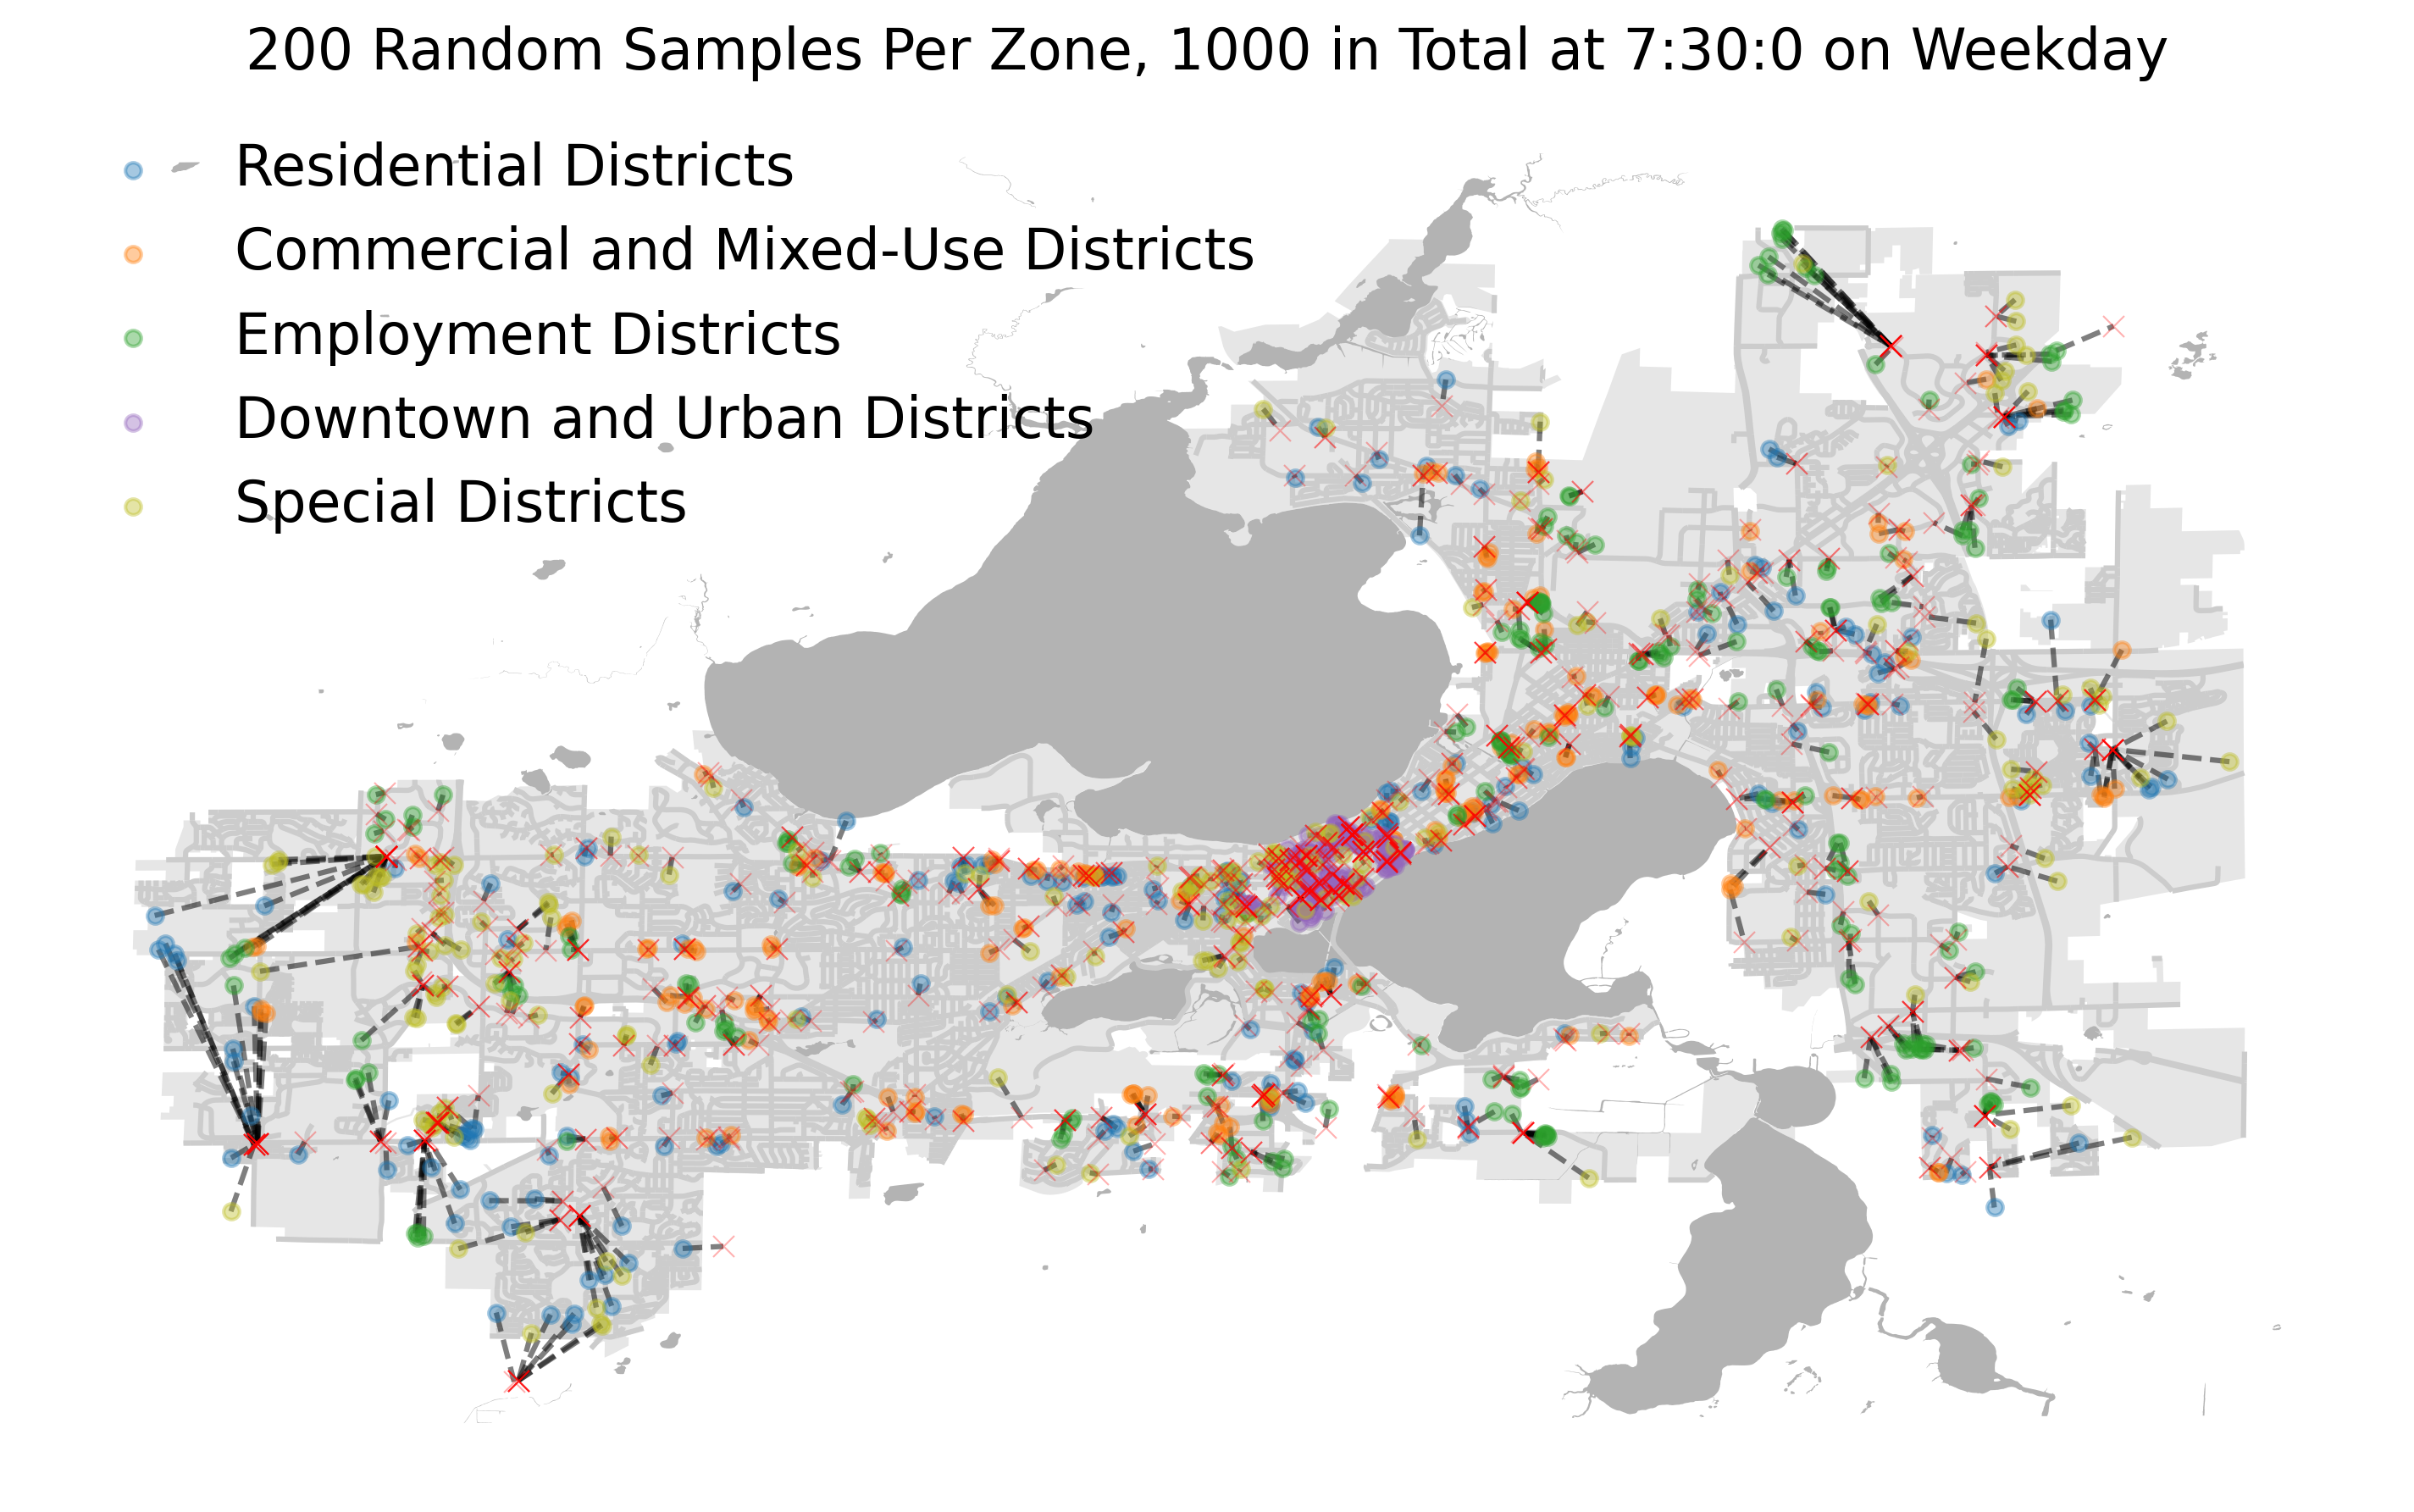 200 Random Samples Per Zone, 1000 in Total at 7:30:0 on Weekday
Residential Districts
Commercial and Mixed-Use Districts
Employment Districts
Downtown and Urban Districts
Special Districts